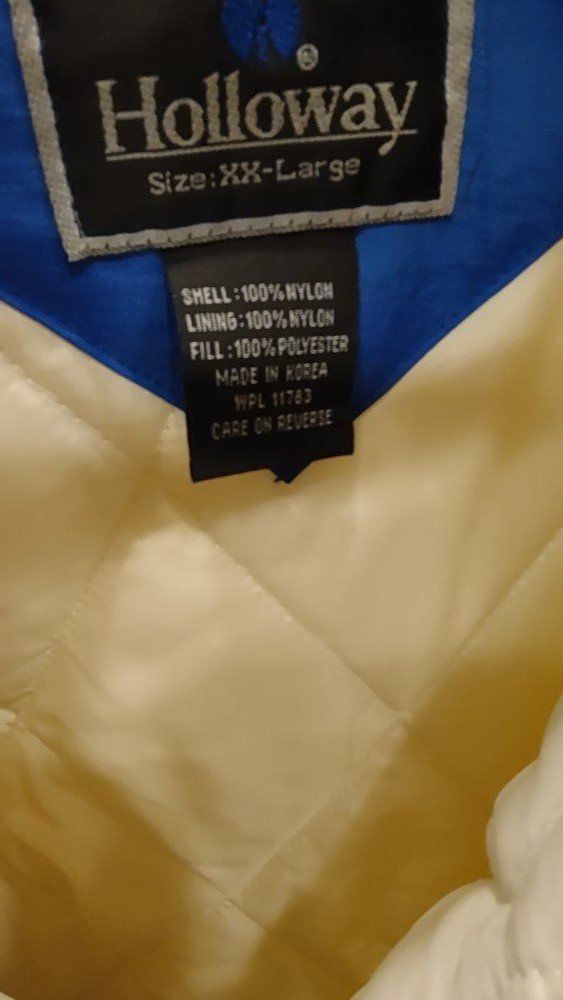 ®
Holloway
Size:XX-Large
SHELL:100%NYLON
LINING:100%NYLON
FILL:100%POLYESTER
MADE IN KOREA
WPL 11783
CARE ON REVERSE